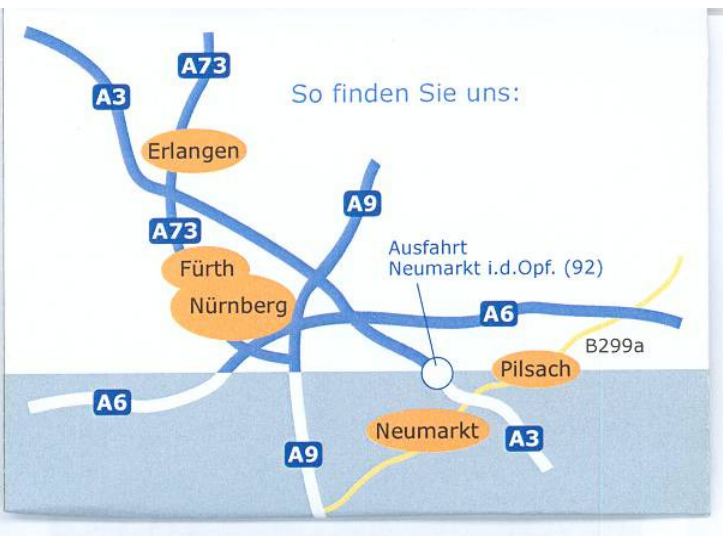 A73
A3
So finden Sie uns:
Erlangen
A9
A73
Ausfahrt
Neumarkt i.d.Opf. (92)
Fürth
Nürnberg
A6
B299a
Pilsach
A6
Neumarkt
A3
A9